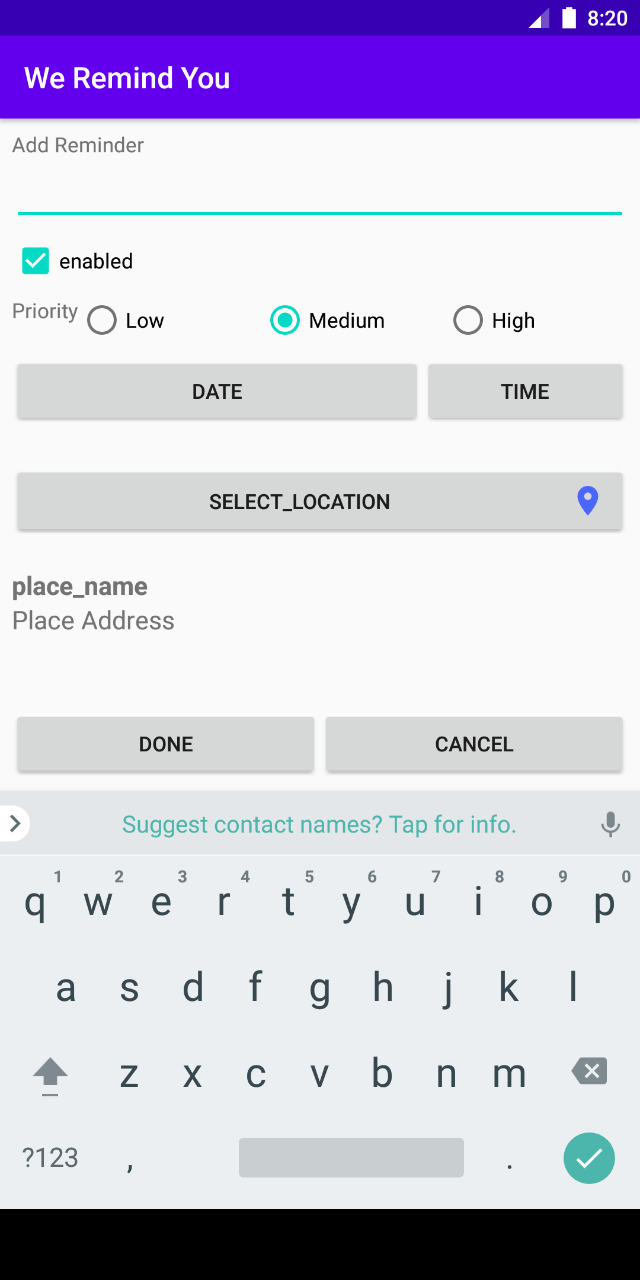 8:20
We Remind You
Add Reminder
enabled
Priority Low Medium High
DATE TIME
SELECT_LOCATION
place_name
Place Address
DONE CANCEL
Suggest contact names? Tap for info.
1 2 3 4 5 6 7 8 9 0
q w e r t y u i o p
a s d f g h j k l
z x c v b n m
?123 , .